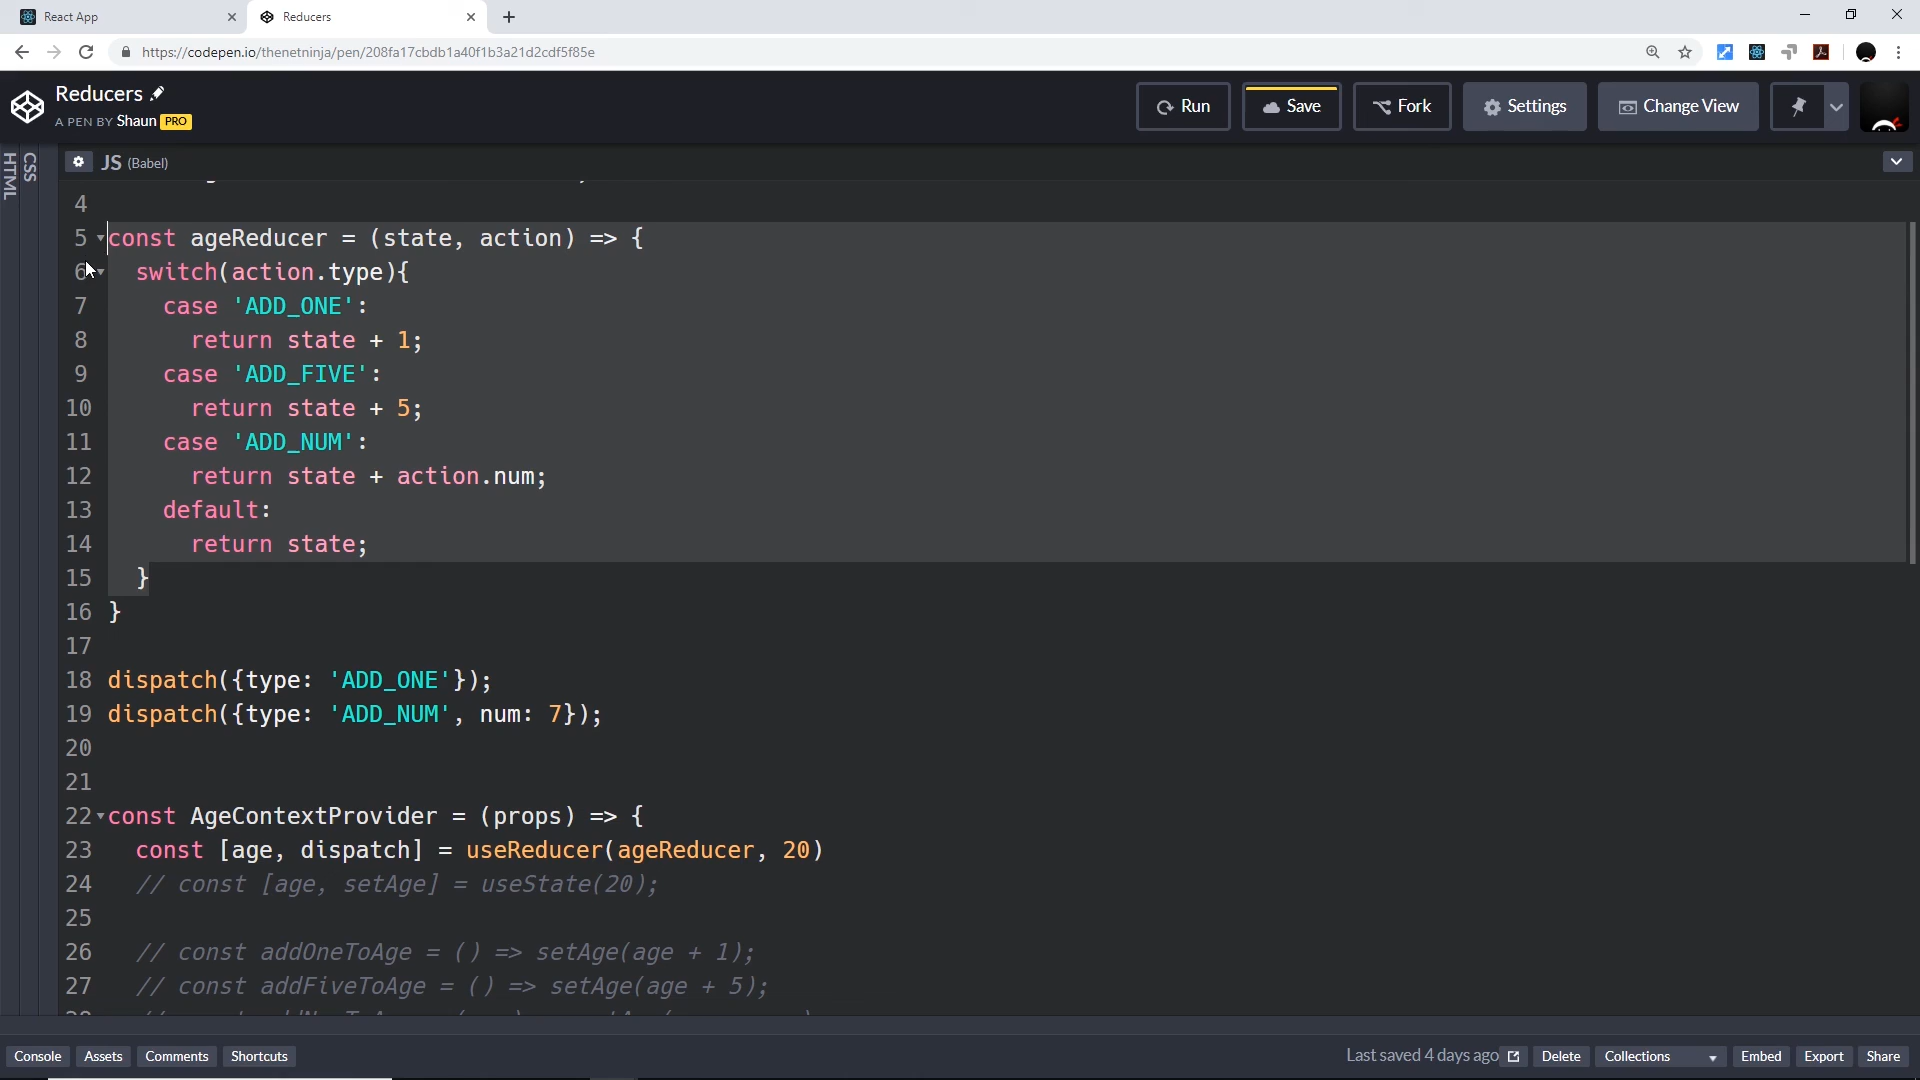 React App
Reducers
https://codepen.io/thenetninja/pen/208fa17cbdb1a40f1b3a21d2cdf5f85e
Reducers
A PEN BY Shaun PRO
Run
Save
Fork
Settings
Change View
HTML
CSS
JS (Babel)
4
5 const ageReducer = (state, action) => {
6 switch(action.type){
7 case 'ADD_ONE':
8 return state + 1;
9 case 'ADD_FIVE':
10 return state + 5;
11 case 'ADD_NUM':
12 return state + action.num;
13 default:
14 return state;
15 }
16 }
17
18 dispatch({type: 'ADD_ONE'});
19 dispatch({type: 'ADD_NUM', num: 7});
20
21
22 const AgeContextProvider = (props) => {
23 const [age, dispatch] = useReducer(ageReducer, 20)
24 // const [age, setAge] = useState(20);
25
26 // const addOneToAge = () => setAge(age + 1);
27 // const addFiveToAge = () => setAge(age + 5);
Console Assets Comments Shortcuts
Last saved 4 days ago Delete Collections Embed Export Share